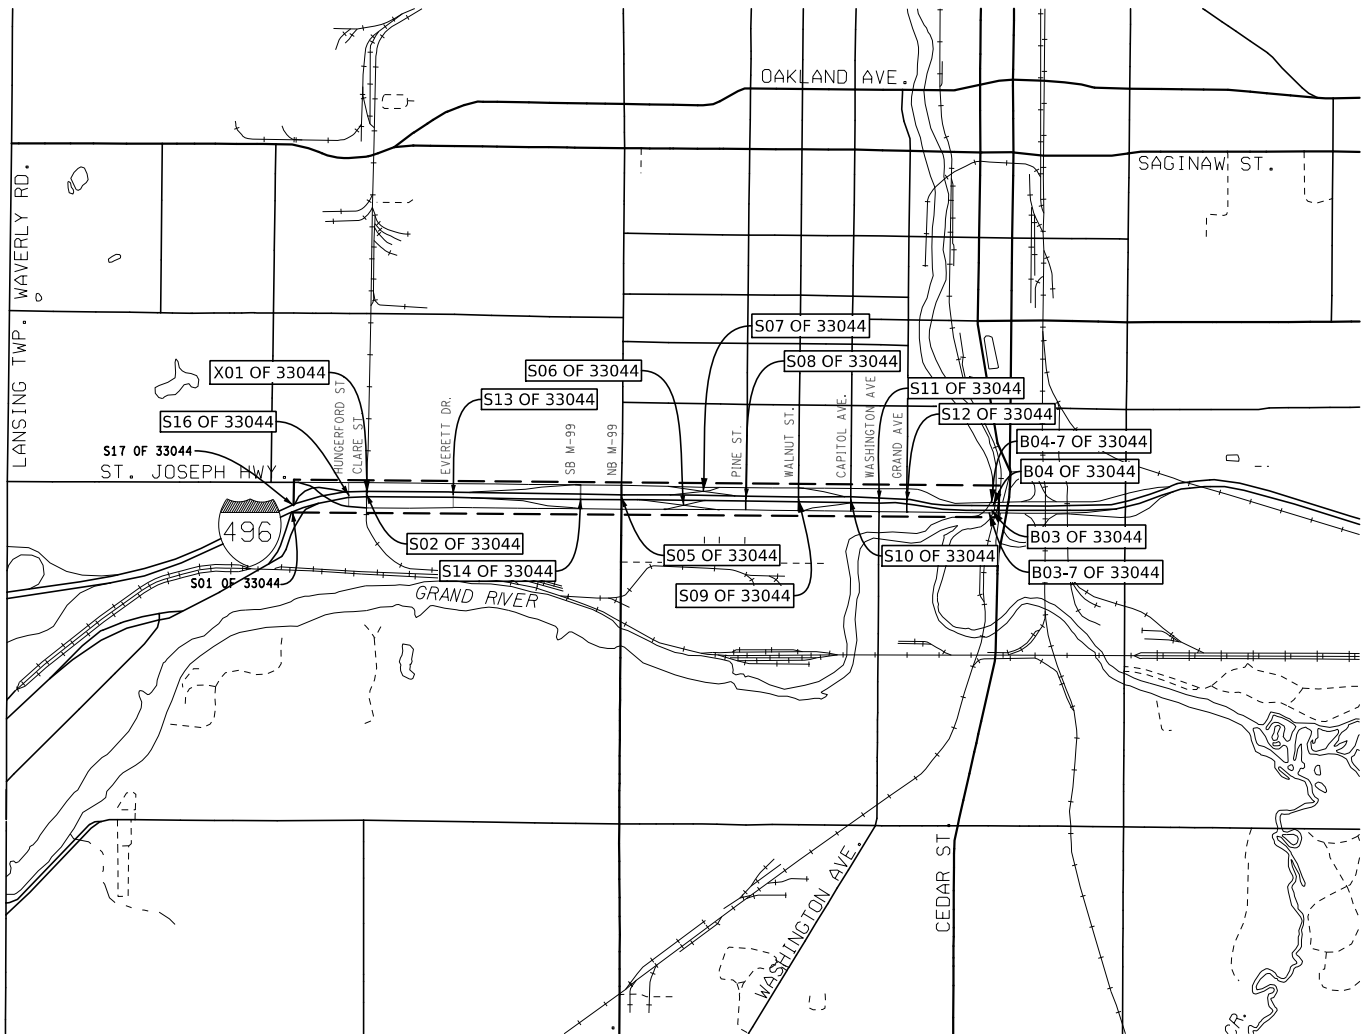 OAKLAND AVE.
SAGINAW ST.
WAVERLY RD.
LANSING TWP.
S07 OF 33044
S08 OF 33044
X01 OF 33044
S06 OF 33044
S11 OF 33044
S13 OF 33044
S16 OF 33044
S12 OF 33044
HUNGERFORD ST
CLARE ST
EVERETT DR.
SB M-99
NB M-99
PINE ST.
WALNUT ST.
CAPITOL AVE.
WASHINGTON AVE
GRAND AVE
B04-7 OF 33044
S17 OF 33044
ST. JOSEPH HWY.
B04 OF 33044
496
S02 OF 33044
S05 OF 33044
S10 OF 33044
B03 OF 33044
S14 OF 33044
B03-7 OF 33044
S01 OF 33044
S09 OF 33044
GRAND RIVER
WASHINGTON AVE.
CEDAR ST.
CR.